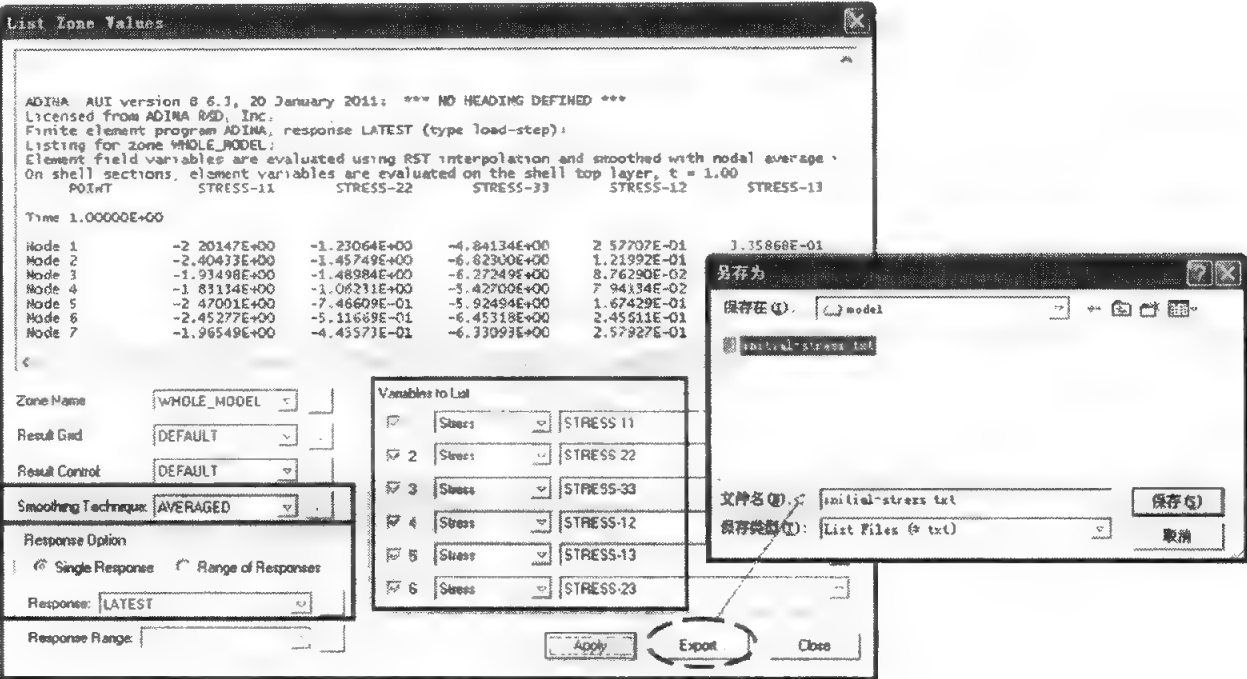 List Zone Values
ADINA AUI version 8 6.3, 20 January 2011: *** NO HEADING DEFINED ***
Licensed from ADINA R&D, Inc.
Finite element program ADINA, response LATEST (type load-step):
Listing for zone WHOLE_MODEL:
Element field variables are evaluated using RST interpolation and smoothed with nodal average
On shell sections, element variables are evaluated on the shell top layer, t = 1.00
POINT STRESS-11 STRESS-22 STRESS-33 STRESS-12 STRESS-13
Time 1.00000E+00
Node 1 -2 20147E+00 -1.23064E+00 -4.84134E+00 2 57707E-01 3.35868E-01
Node 2 -2.40433E+00 -1.45749E+00 -6.82300E+00 1.21992E-01
Node 3 -1.93498E+00 -1.48984E+00 -6.27249E+00 8.76290E-02
Node 4 -1 83134E+00 -1.06231E+00 -5.42700E+00 7 94134E-02
Node 5 -2 47001E+00 -7.46609E-01 -5.92494E+00 1.67429E-01
Node 6 -2.45277E+00 -5.11669E-01 -6.45318E+00 2.45611E-01
Node 7 -1.96549E+00 -4.43573E-01 -6.33093E+00 2.57927E-01
Zone Name WHOLE_MODEL
Result Grid DEFAULT
Result Control: DEFAULT
Smoothing Technique: AVERAGED
Response Option
Single Response Range of Responses
Response: LATEST
Response Range:
Variables to List
Stress STRESS-11
2 Stress STRESS-22
3 Stress STRESS-33
4 Stress STRESS-12
5 Stress STRESS-13
6 Stress STRESS-23
Apply Export Close
另存为
保存在(I): model
initial-stress txt
文件名(N): initial-stress txt 保存(S)
保存类型(T): List Files (* txt) 取消